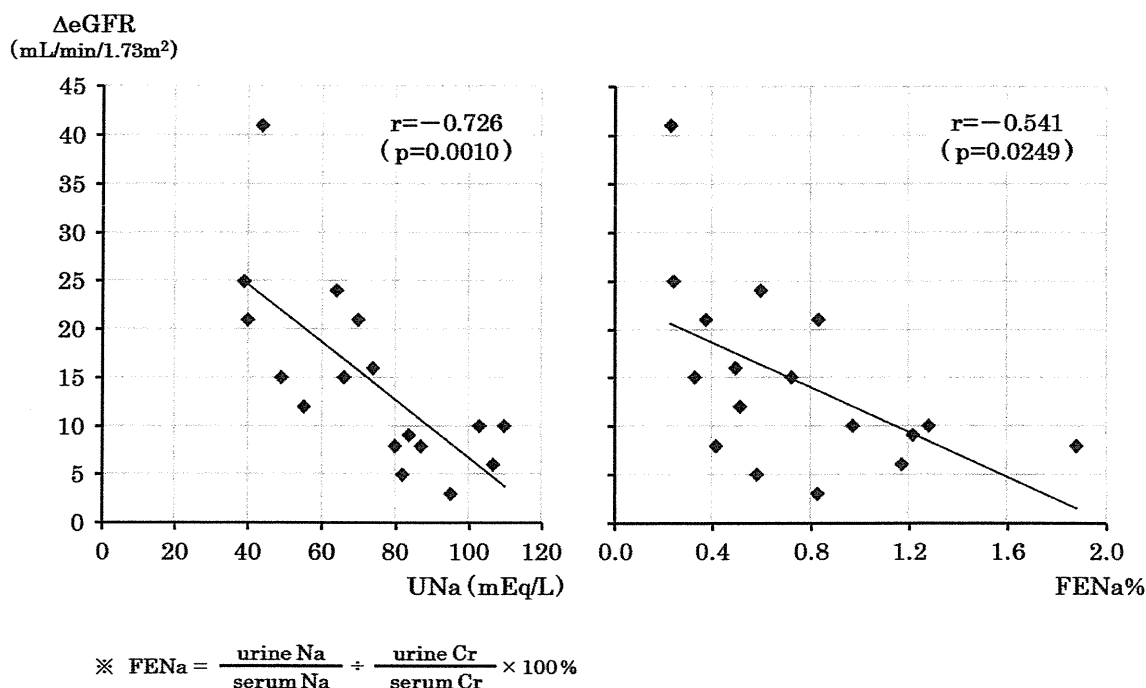 ΔeGFR
(mL/min/1.73m²)
45
40
35
30
25
20
15
10
5
0
r=−0.726
(p=0.0010)
0 20 40 60 80 100 120
UNa (mEq/L)
r=−0.541
(p=0.0249)
0.0 0.4 0.8 1.2 1.6 2.0
FENa%
※ FENa = urine Na / serum Na ÷ urine Cr / serum Cr × 100%